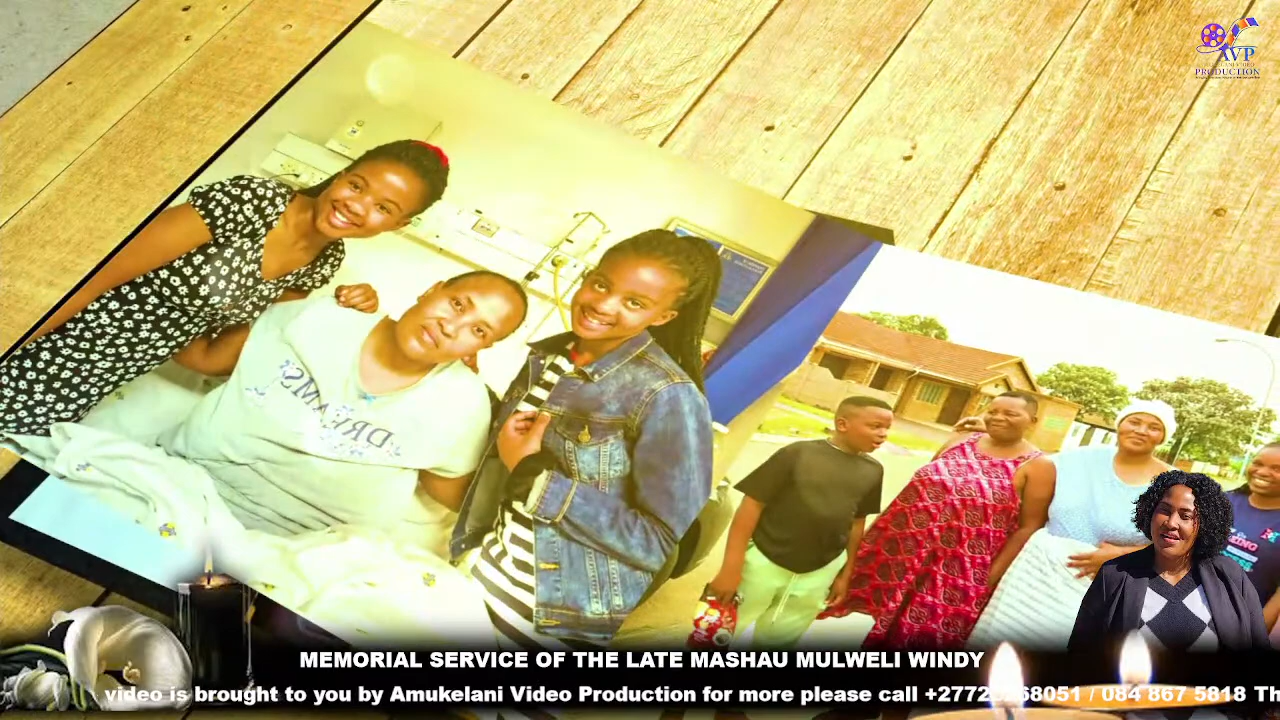 AVP
PRODUCTION
DREAMS
MEMORIAL SERVICE OF THE LATE MASHAU MULWELI WINDY
video is brought to you by Amukelani Video Production for more please call / 084 867 5818 Th